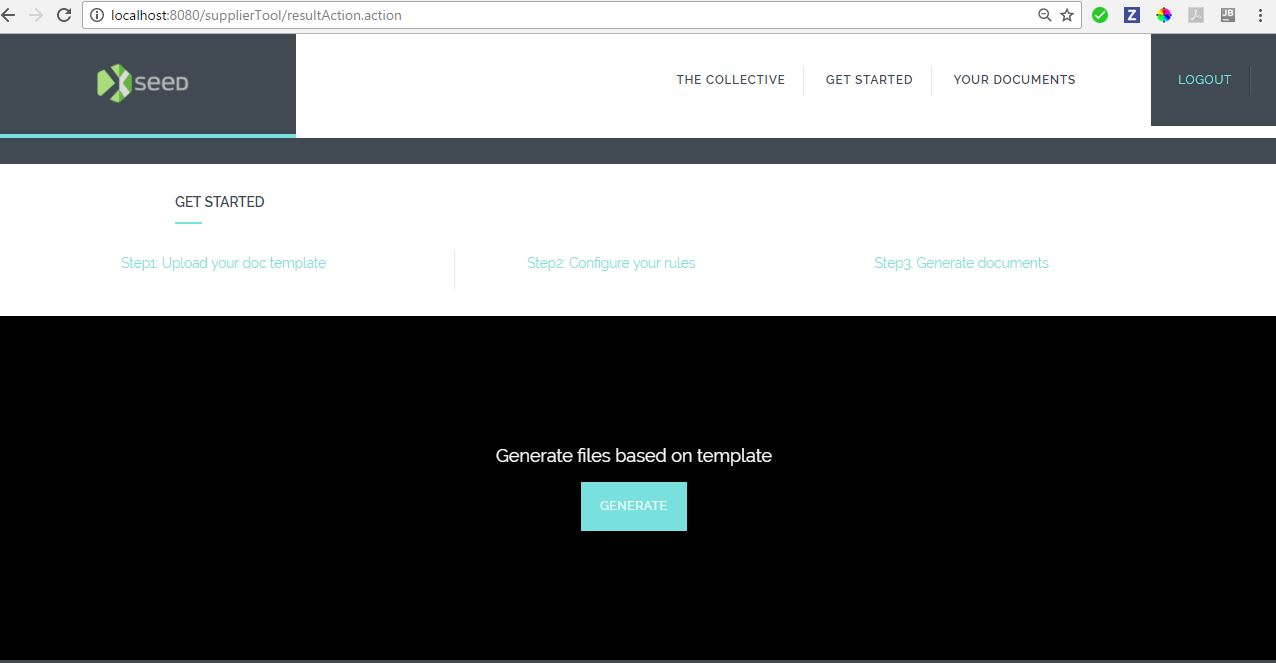 localhost:8080/supplierTool/resultAction.action
Z
JB
seed
THE COLLECTIVE
GET STARTED
YOUR DOCUMENTS
LOGOUT
GET STARTED
Step1: Upload your doc template
Step2: Configure your rules
Step3: Generate documents
Generate files based on template
GENERATE